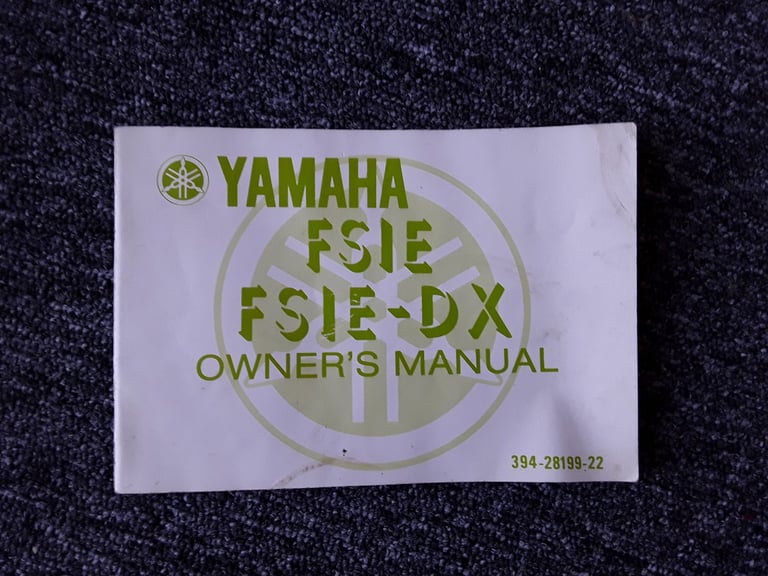 YAMAHA
FS1E
FS1E-DX
OWNER'S MANUAL
394-28199-22